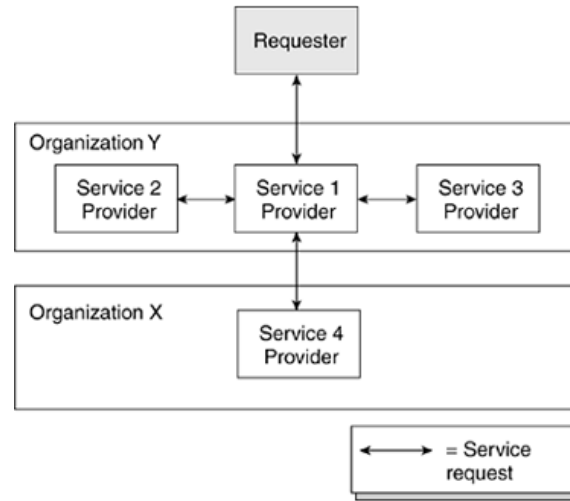 Requester
Organization Y
Service 2
Provider
Service 1
Provider
Service 3
Provider
Organization X
Service 4
Provider
= Service
request